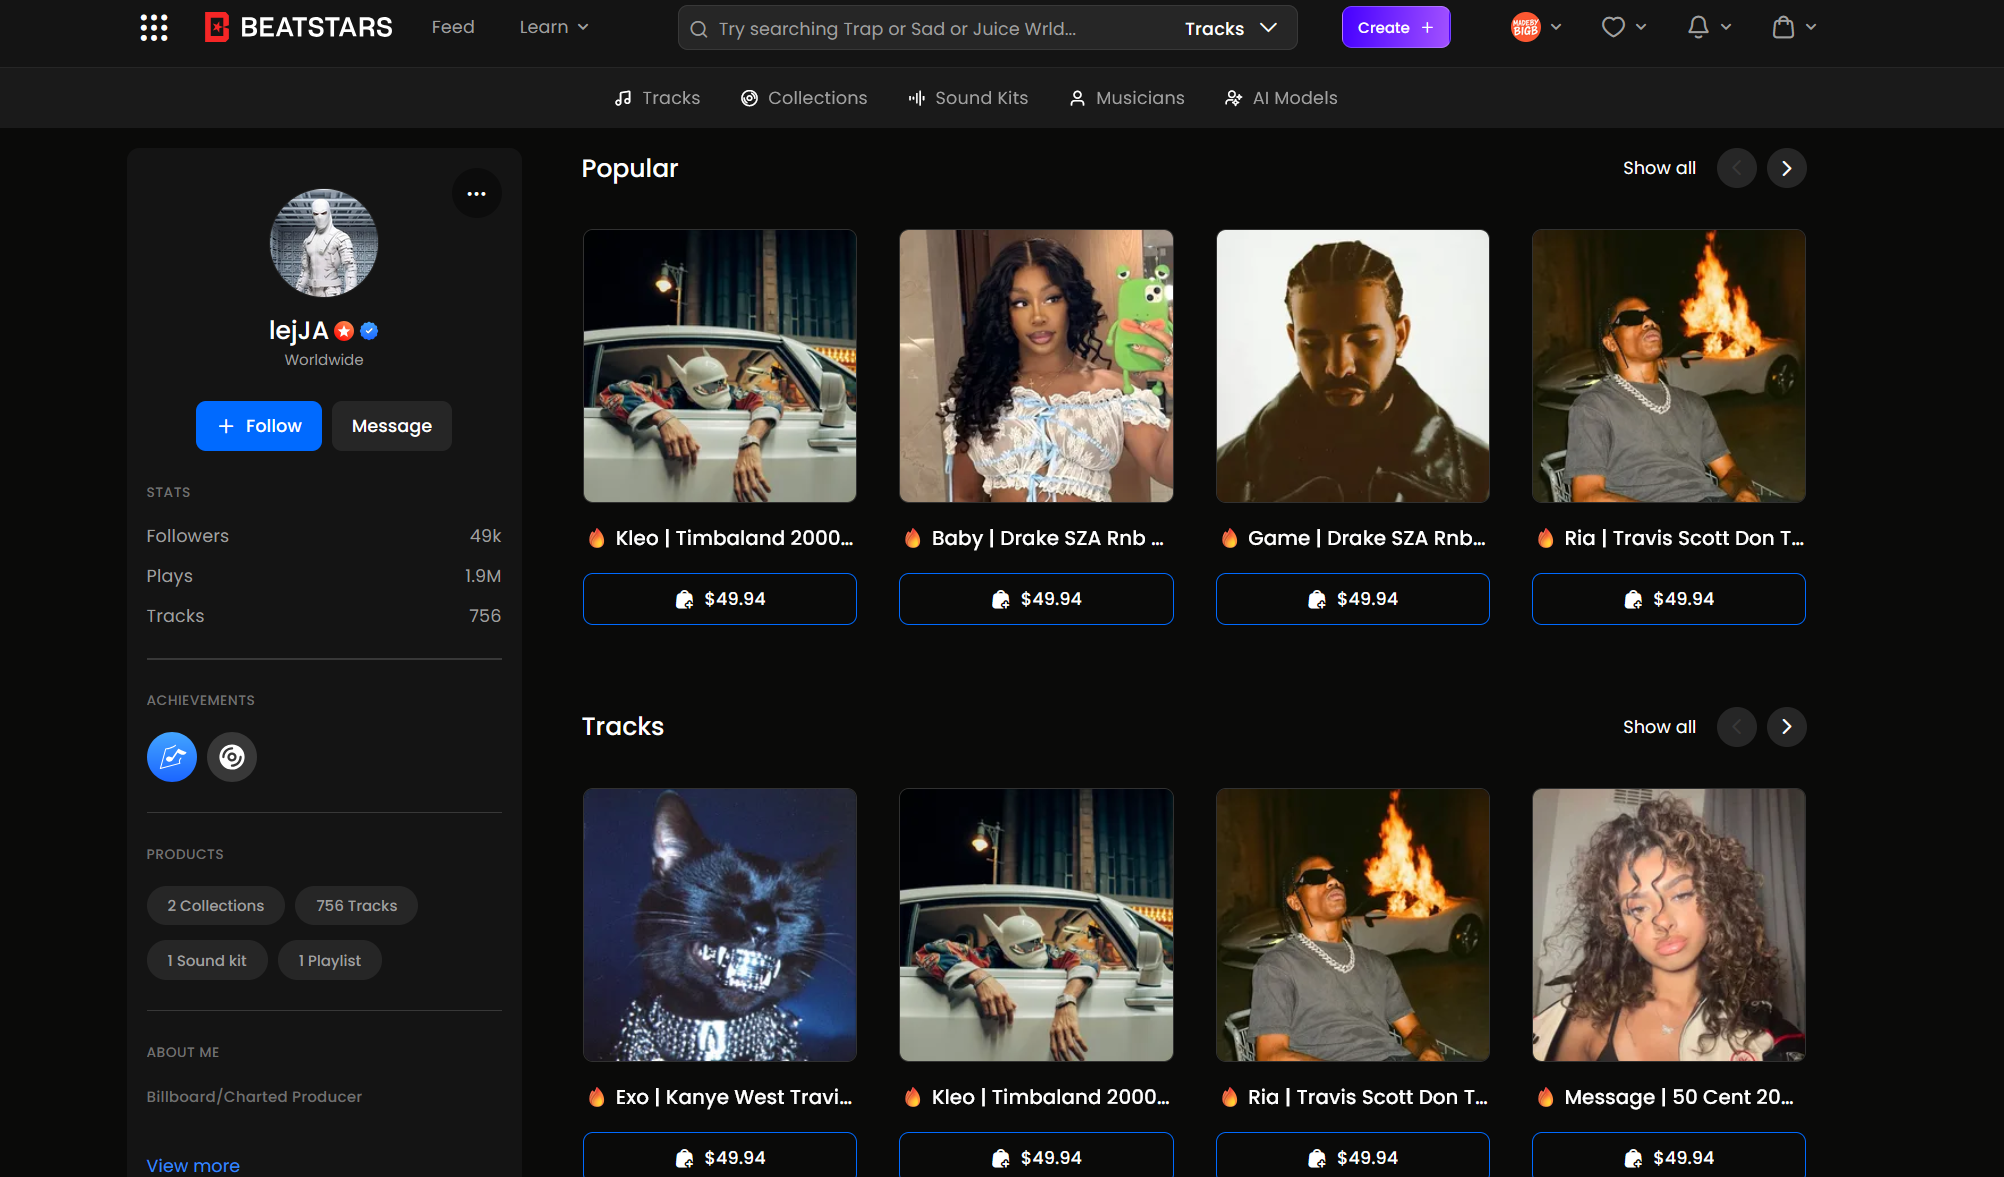 BEATSTARS
Feed
Learn
Try searching Trap or Sad or Juice Wrld...
Tracks
Create +
MADE BY
BIGB
Tracks
Collections
Sound Kits
Musicians
AI Models
lejJA
Worldwide
+ Follow
Message
STATS
Followers 49k
Plays 1.9M
Tracks 756
ACHIEVEMENTS
PRODUCTS
2 Collections
756 Tracks
1 Sound kit
1 Playlist
ABOUT ME
Billboard/Charted Producer
View more
Popular
Show all
Kleo | Timbaland 2000...
Baby | Drake SZA Rnb ...
Game | Drake SZA Rnb...
Ria | Travis Scott Don T...
$49.94
$49.94
$49.94
$49.94
Tracks
Show all
Exo | Kanye West Travi...
Kleo | Timbaland 2000...
Ria | Travis Scott Don T...
Message | 50 Cent 20...
$49.94
$49.94
$49.94
$49.94